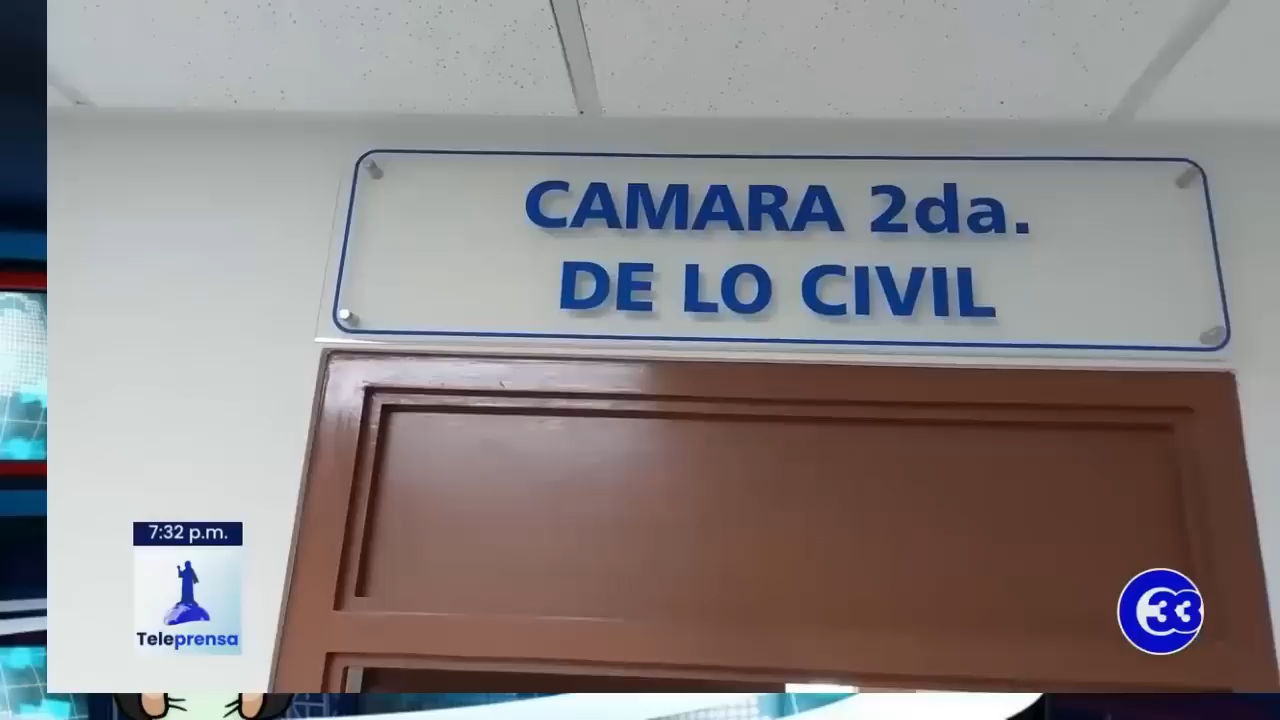 CAMARA 2da.
DE LO CIVIL
7:32 p.m.
Teleprensa
33